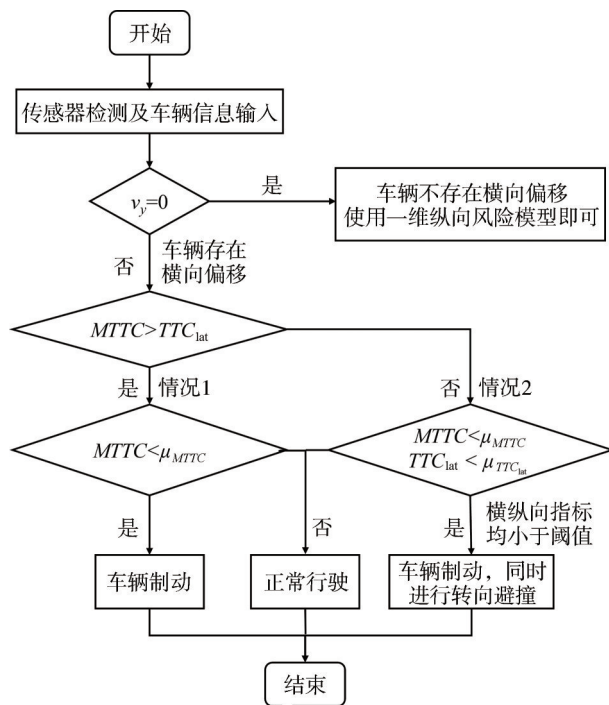 开始
传感器检测及车辆信息输入
v_y=0
是
车辆不存在横向偏移
使用一维纵向风险模型即可
否
车辆存在
横向偏移
MTTC>TTC_lat
是
情况1
否
情况2
MTTC<μ_MTTC
MTTC<μ_MTTC
TTC_lat < μ_TTC_lat
是
否
是
横纵向指标
均小于阈值
车辆制动
正常行驶
车辆制动，同时
进行转向避撞
结束